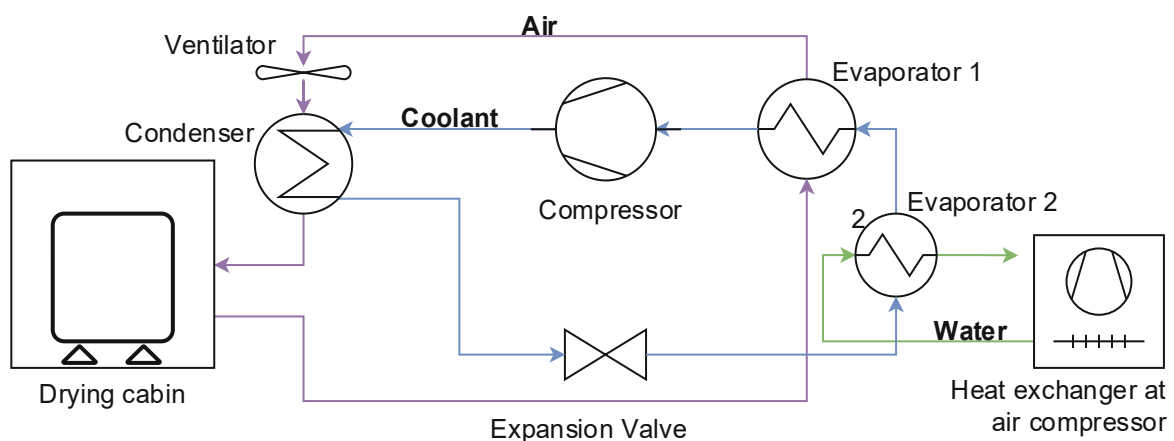 Air
Ventilator
Evaporator 1
Coolant
Condenser
Compressor
Evaporator 2
2
Water
Drying cabin
Heat exchanger at
air compressor
Expansion Valve